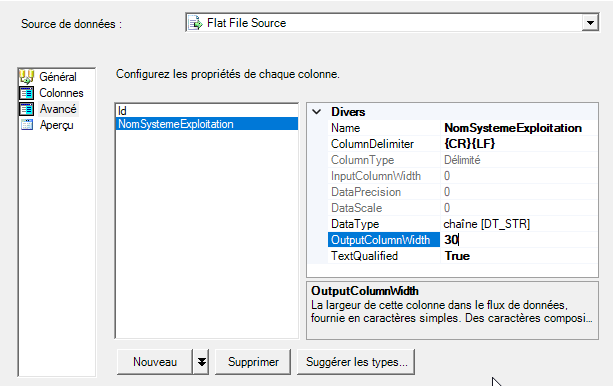 Source de données :
Flat File Source
Général
Colonnes
Avancé
Aperçu
Configurez les propriétés de chaque colonne.
Id
NomSystemeExploitation
Divers
Name NomSystemeExploitation
ColumnDelimiter {CR}{LF}
ColumnType Délimité
InputColumnWidth 0
DataPrecision 0
DataScale 0
DataType chaîne [DT_STR]
OutputColumnWidth 30
TextQualified True
OutputColumnWidth
La largeur de cette colonne dans le flux de données,
fournie en caractères simples. Des caractères composi...
Nouveau
Supprimer
Suggérer les types...